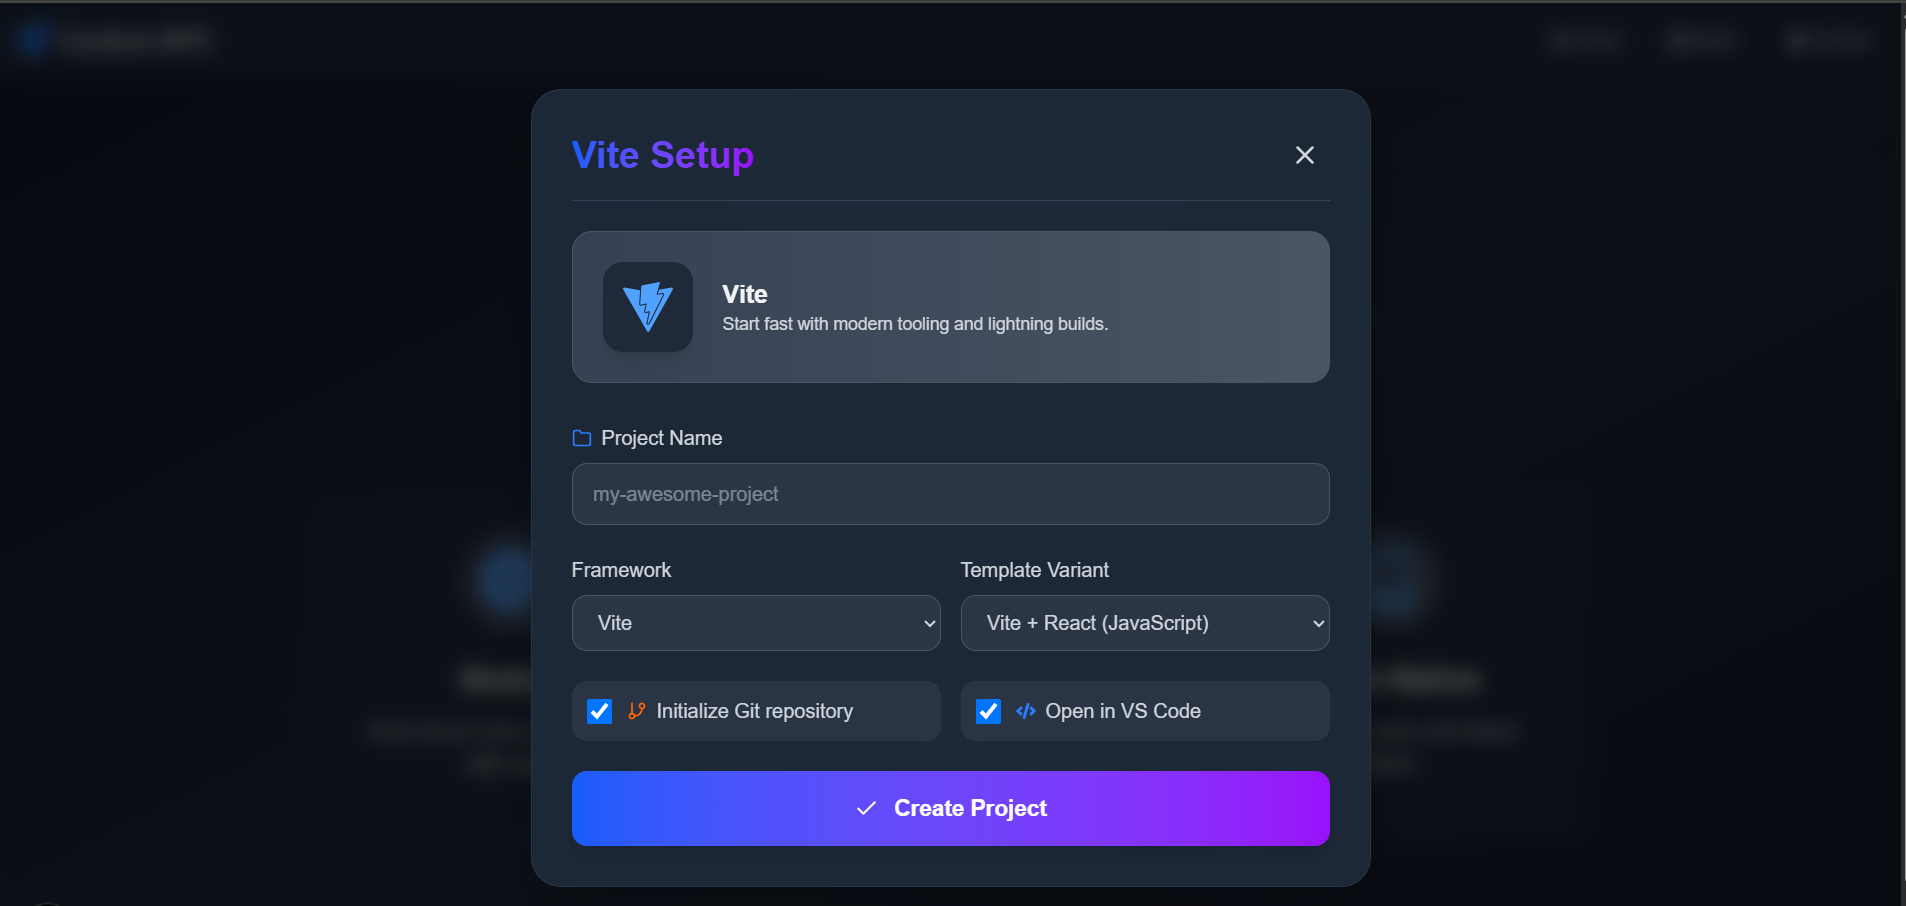 Vite Setup
Vite
Start fast with modern tooling and lightning builds.
Project Name
my-awesome-project
Framework
Template Variant
Vite
Vite + React (JavaScript)
Initialize Git repository
Open in VS Code
Create Project